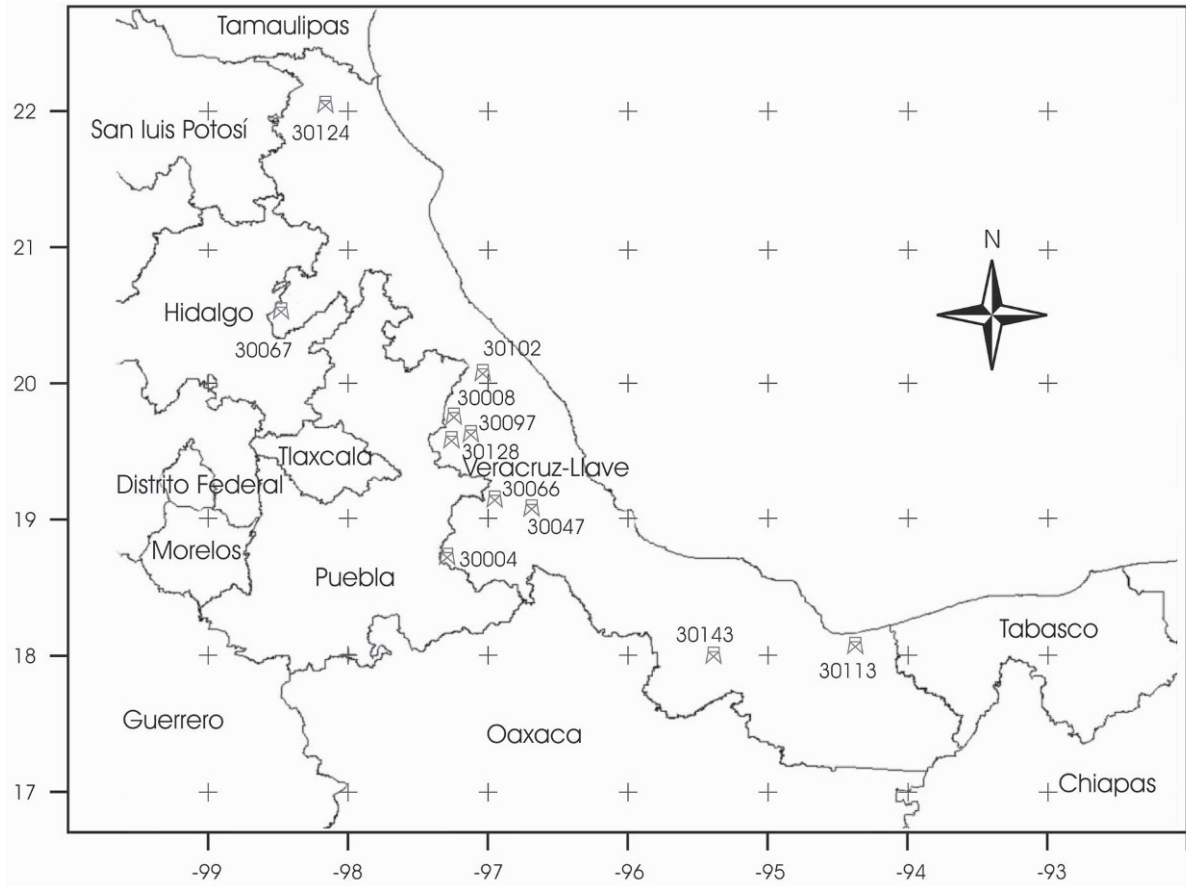 Tamaulipas
22
San luis Potosí
30124
21
N
Hidalgo
30067
30102
20
30008
30097
30128
Tlaxcala
Veracruz-Llave
Distrito Federal
30066
19
30047
Morelos
30004
Puebla
30143
Tabasco
18
30113
Guerrero
Oaxaca
17
Chiapas
-99
-98
-97
-96
-95
-94
-93